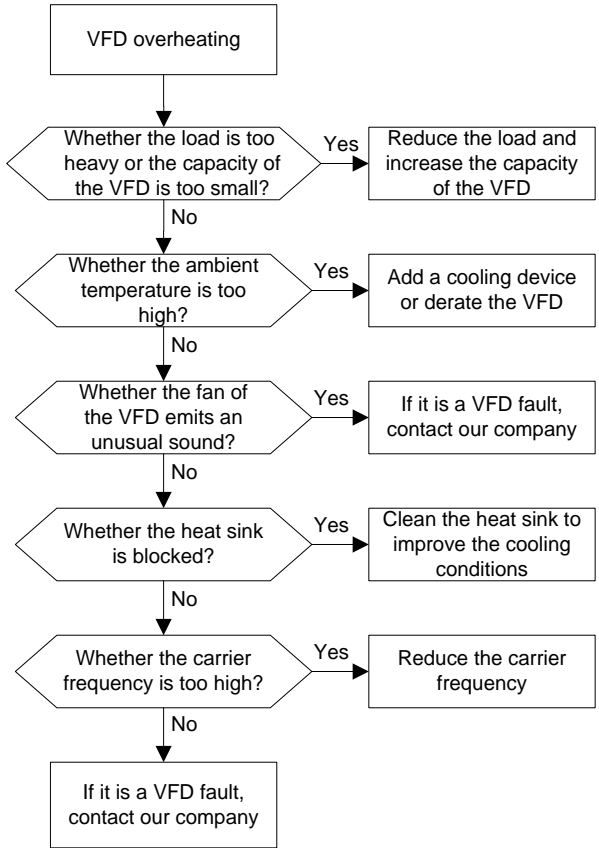 VFD overheating
Whether the load is too
heavy or the capacity of
the VFD is too small?
Yes
Reduce the load and
increase the capacity
of the VFD
No
Whether the ambient
temperature is too
high?
Yes
Add a cooling device
or derate the VFD
No
Whether the fan of
the VFD emits an
unusual sound?
Yes
If it is a VFD fault,
contact our company
No
Whether the heat sink
is blocked?
Yes
Clean the heat sink to
improve the cooling
conditions
No
Whether the carrier
frequency is too high?
Yes
Reduce the carrier
frequency
No
If it is a VFD fault,
contact our company